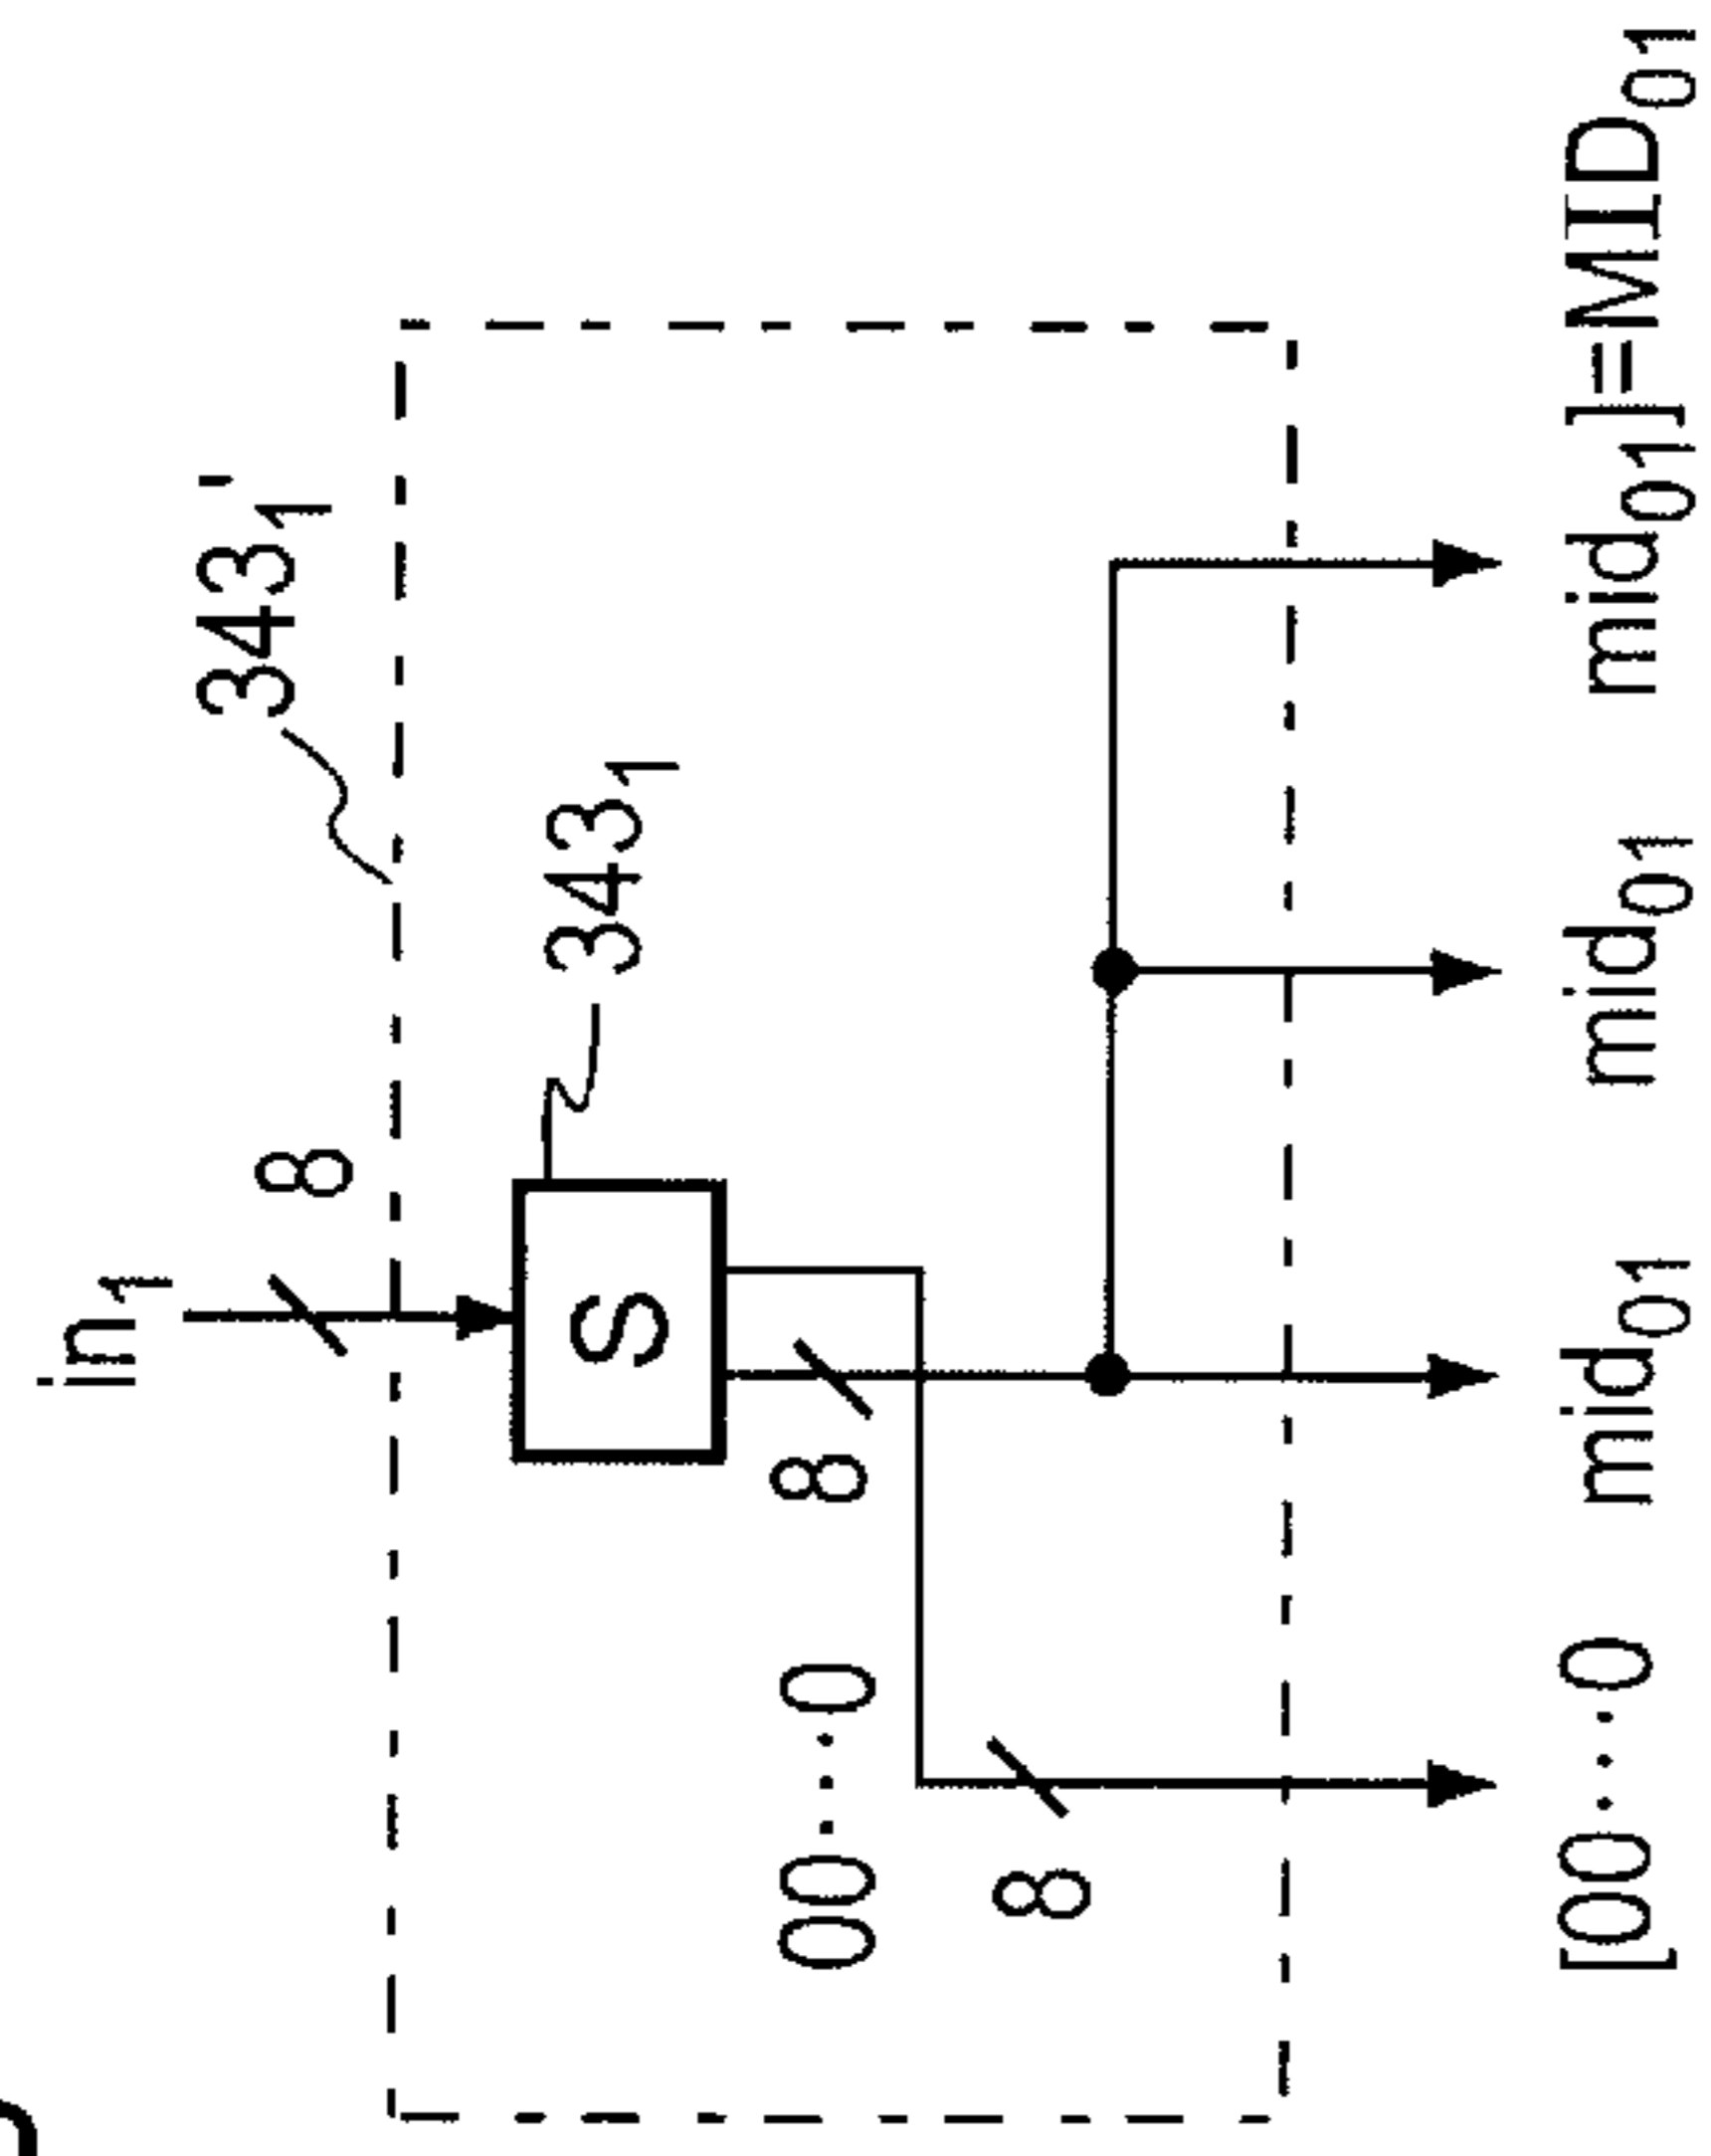 in₁
8 343₁'
S 343₁
00···0 8
8
[00···0 mid₀₁ mid₀₁ mid₀₁]=MID₀₁